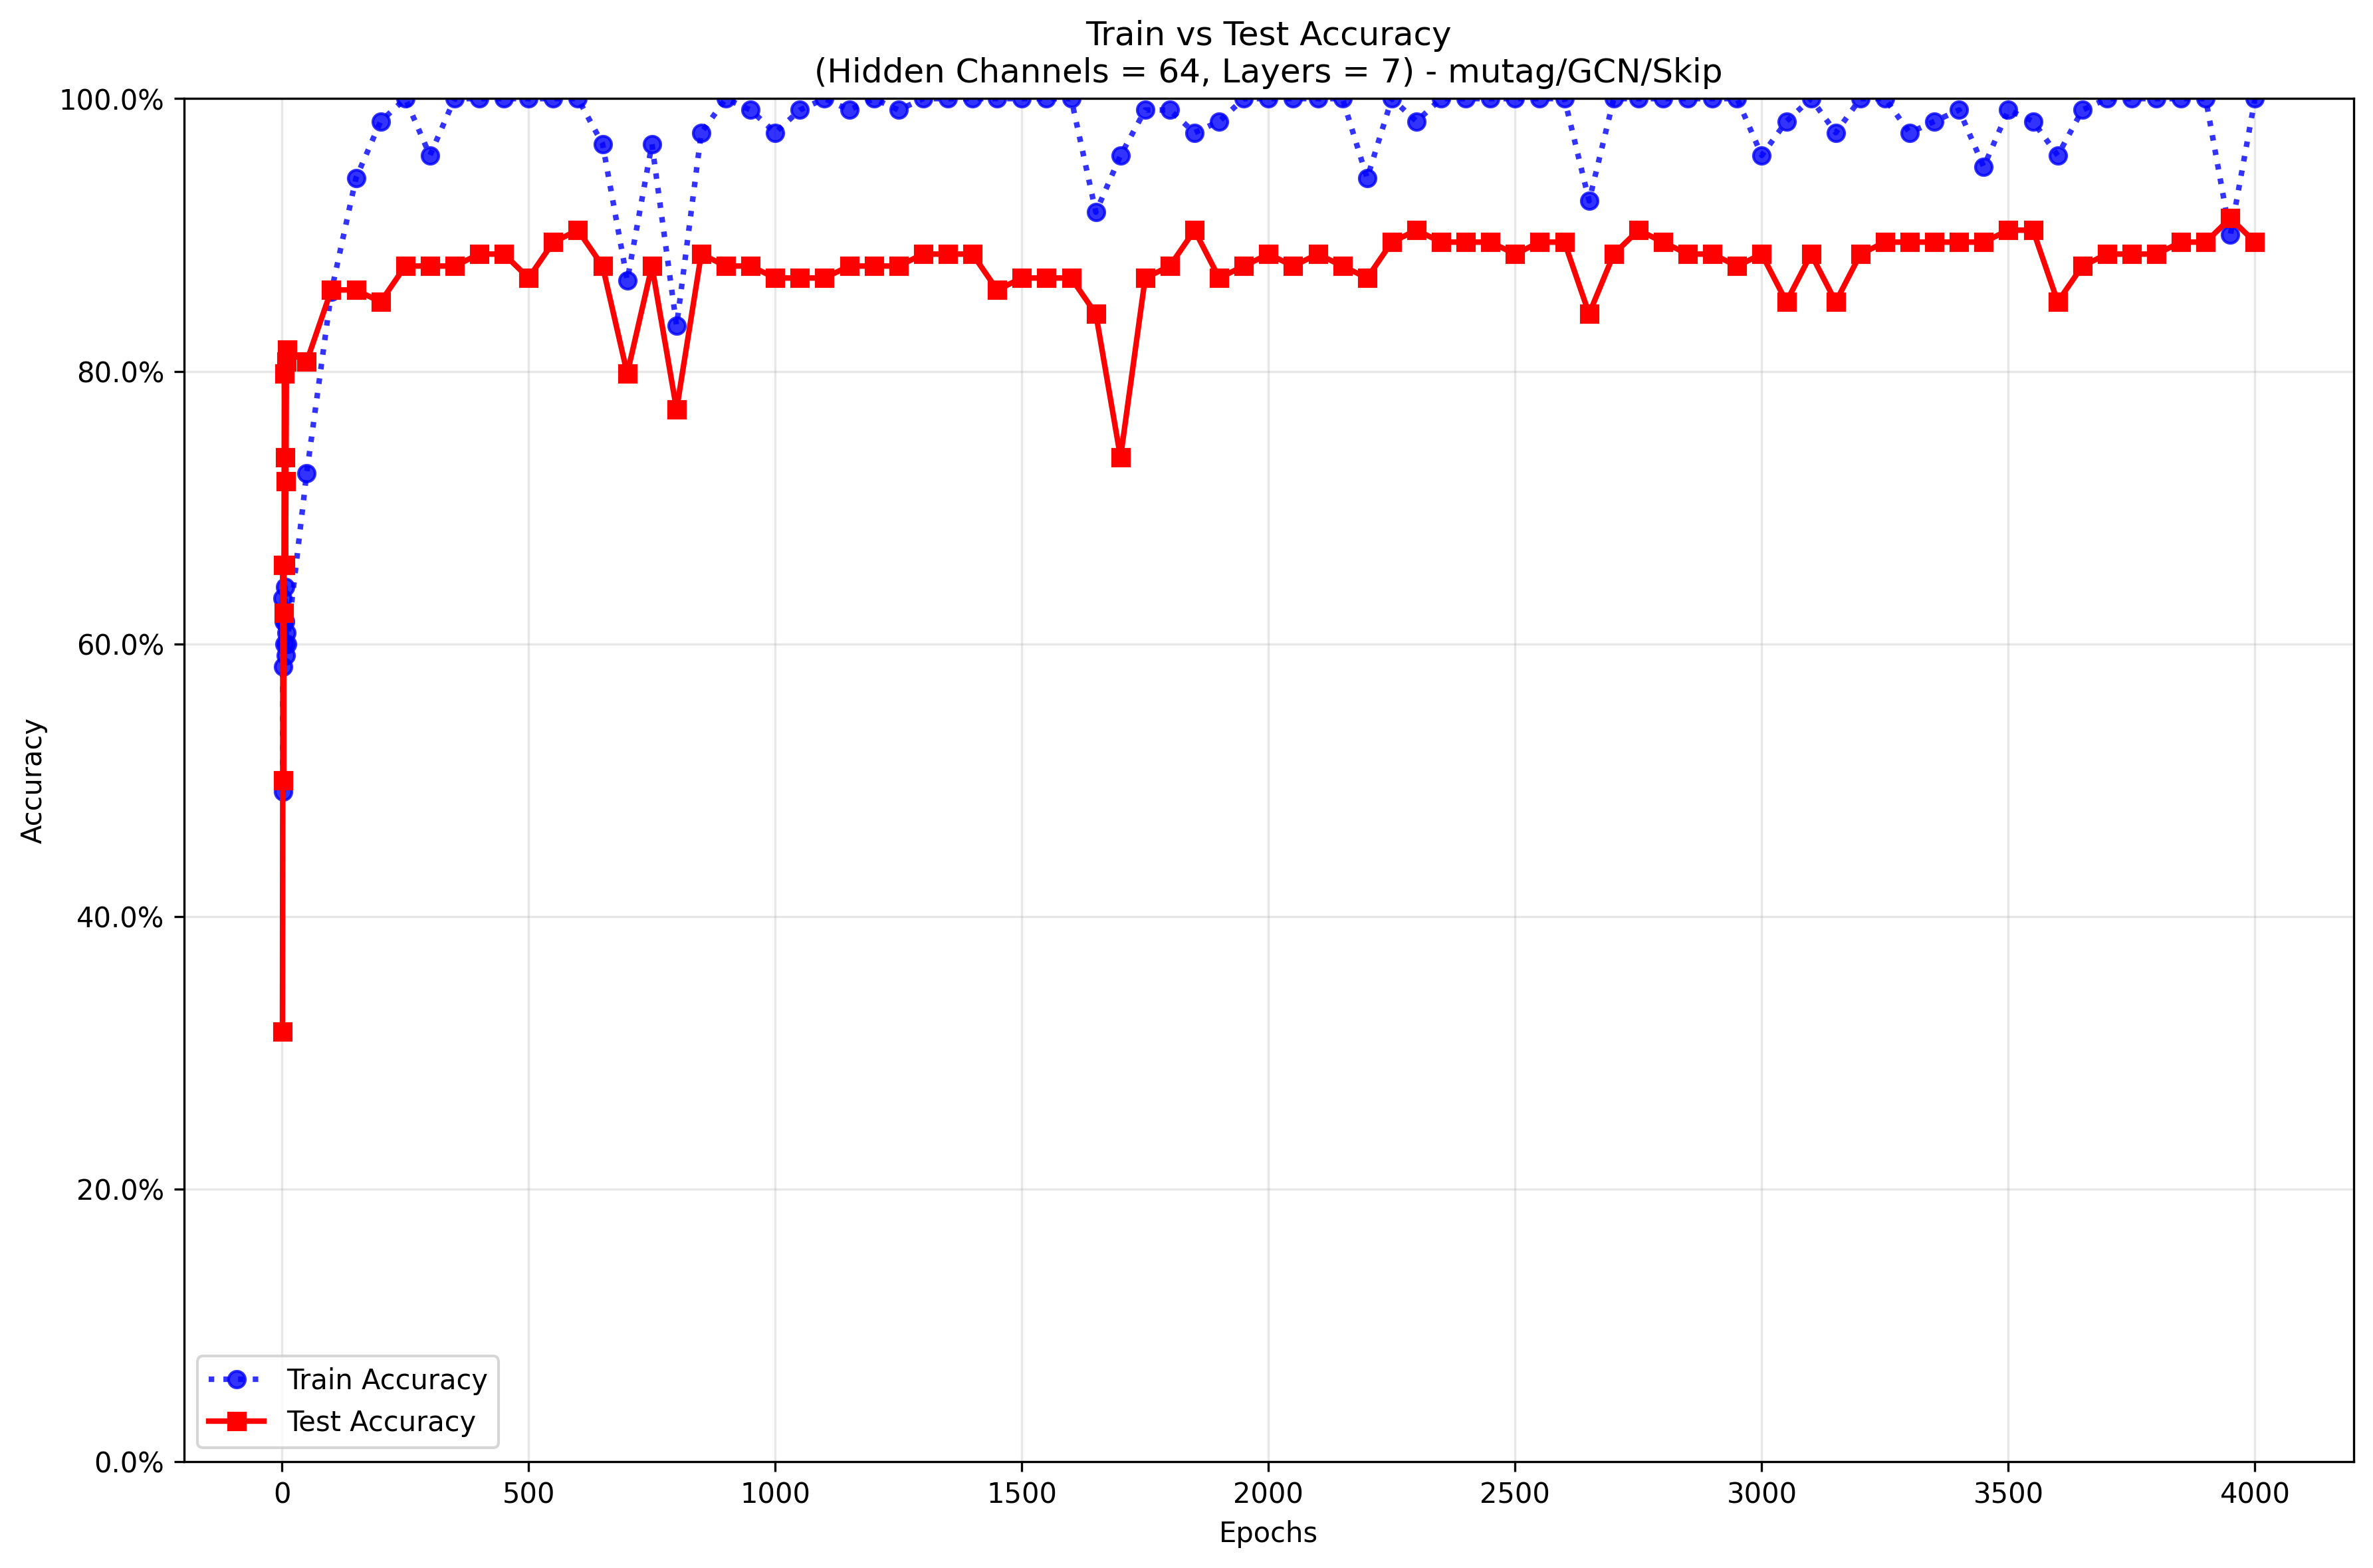 Train vs Test Accuracy
(Hidden Channels = 64, Layers = 7) - mutag/GCN/Skip
100.0%
80.0%
60.0%
40.0%
20.0%
0.0%
Accuracy
Train Accuracy
Test Accuracy
0 500 1000 1500 2000 2500 3000 3500 4000
Epochs